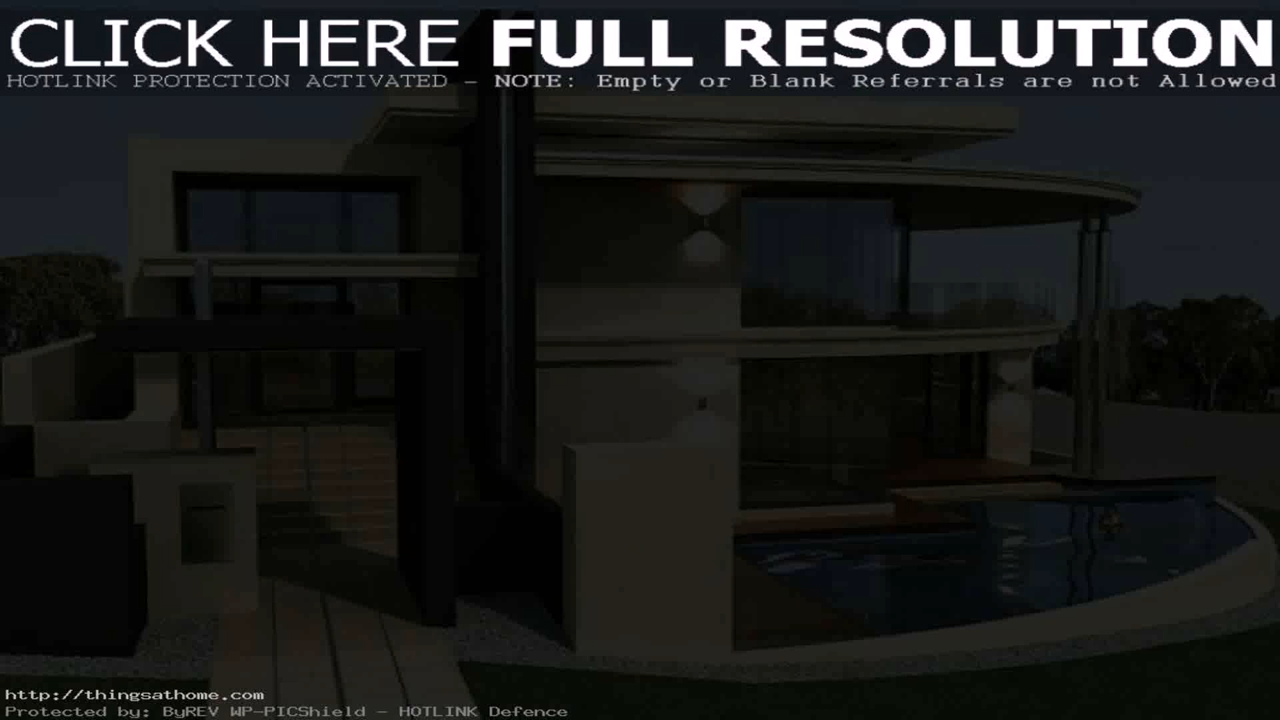 CLICK HERE FULL RESOLUTION
HOTLINK PROTECTION ACTIVATED - NOTE: Empty or Blank Referrals are not Allowed
http://thingsathome.com
Protected by: ByREV WP-PICShield - HOTLINK Defence